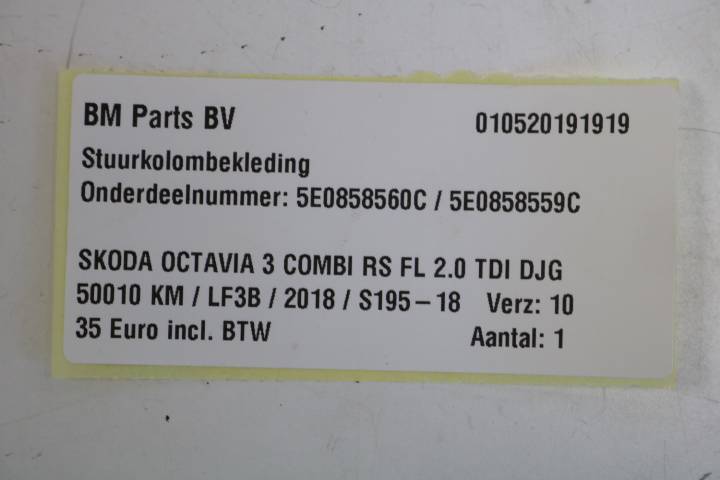 BM Parts BV 010520191919
Stuurkolombekleding
Onderdeelnummer: 5E0858560C / 5E0858559C
SKODA OCTAVIA 3 COMBI RS FL 2.0 TDI DJG
50010 KM / LF3B / 2018 / S195-18 Verz: 10
35 Euro incl. BTW Aantal: 1